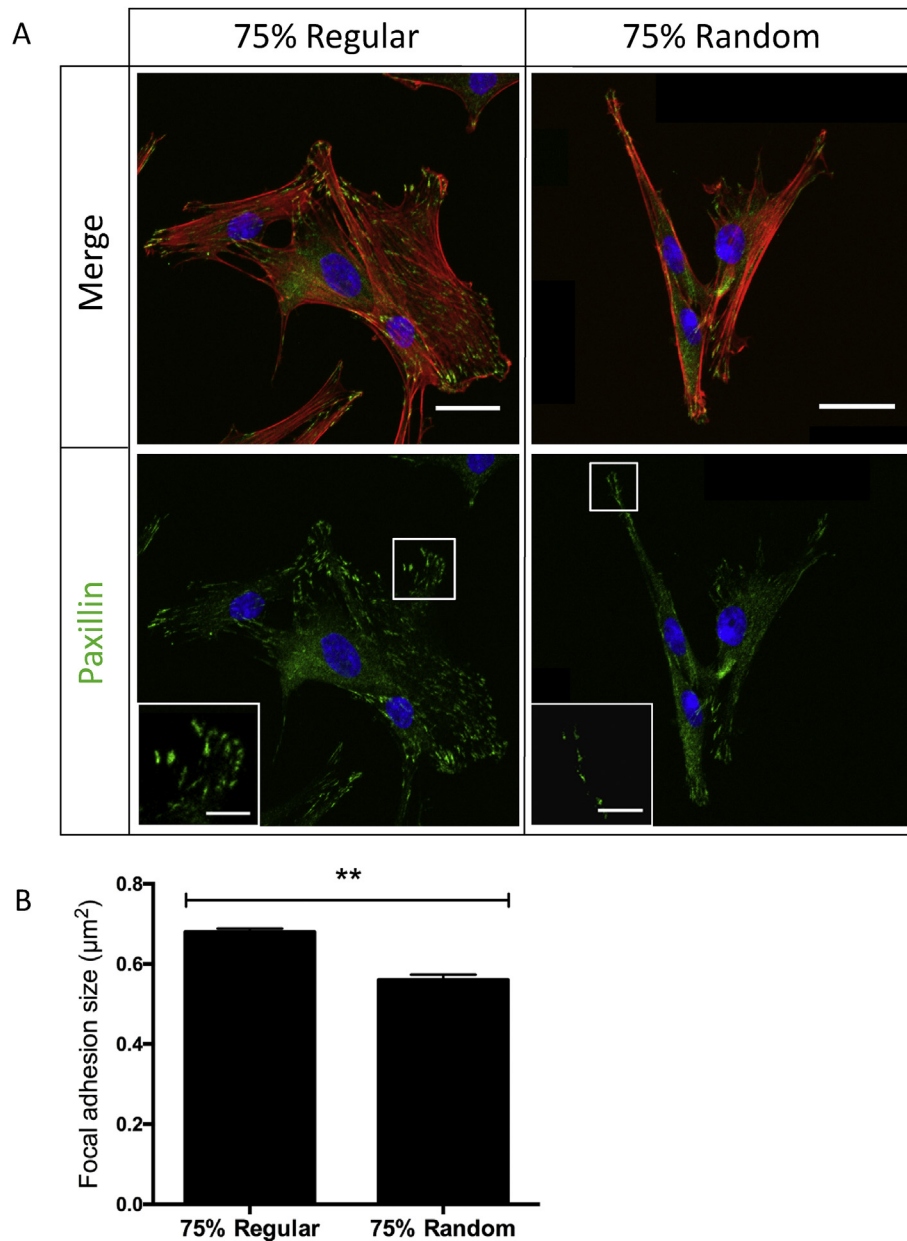 A
75% Regular
75% Random
Merge
Paxillin
B
**
Focal adhesion size (μm²)
0.8
0.6
0.4
0.2
0.0
75% Regular
75% Random